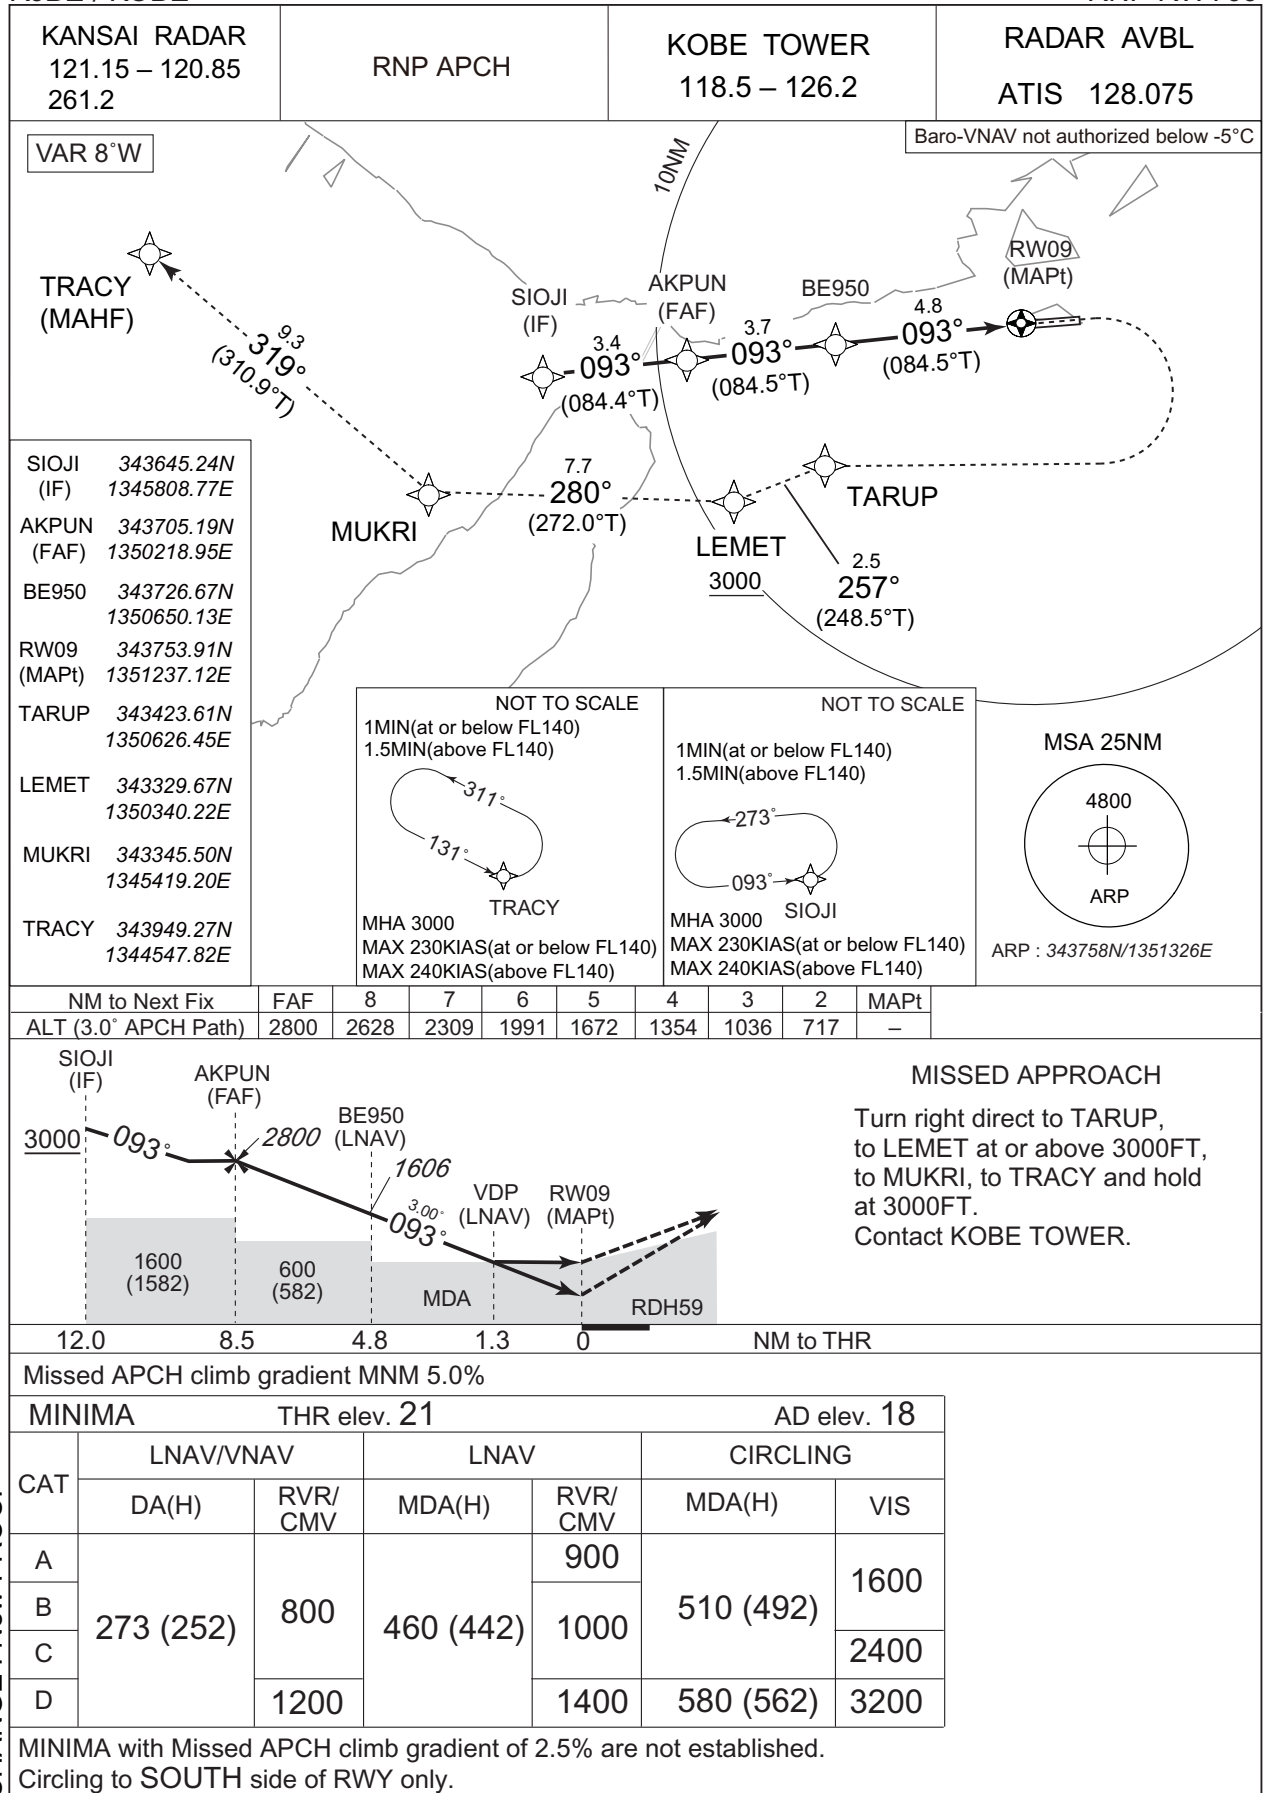 KANSAI RADAR
121.15 – 120.85
261.2
RNP APCH
KOBE TOWER
118.5 – 126.2
RADAR AVBL
ATIS 128.075
VAR 8˚W
Baro-VNAV not authorized below -5°C
10NM
TRACY
(MAHF)
9.3
319°
(310.9°T)
SIOJI
(IF)
AKPUN
(FAF)
BE950
RW09
(MAPt)
3.4
093°
(084.4°T)
3.7
093°
(084.5°T)
4.8
093°
(084.5°T)
MUKRI
7.7
280°
(272.0°T)
LEMET
3000
TARUP
2.5
257°
(248.5°T)
SIOJI 343645.24N
(IF) 1345808.77E
AKPUN 343705.19N
(FAF) 1350218.95E
BE950 343726.67N
1350650.13E
RW09 343753.91N
(MAPt) 1351237.12E
TARUP 343423.61N
1350626.45E
LEMET 343329.67N
1350340.22E
MUKRI 343345.50N
1345419.20E
TRACY 343949.27N
1344547.82E
NOT TO SCALE
1MIN(at or below FL140)
1.5MIN(above FL140)
311°
131°
TRACY
MHA 3000
MAX 230KIAS(at or below FL140)
MAX 240KIAS(above FL140)
NOT TO SCALE
1MIN(at or below FL140)
1.5MIN(above FL140)
273°
093°
SIOJI
MHA 3000
MAX 230KIAS(at or below FL140)
MAX 240KIAS(above FL140)
MSA 25NM
4800
ARP
ARP : 343758N/1351326E
NM to Next Fix FAF 8 7 6 5 4 3 2 MAPt
ALT (3.0˚ APCH Path) 2800 2628 2309 1991 1672 1354 1036 717 –
SIOJI
(IF)
AKPUN
(FAF)
BE950
(LNAV)
3000
093°
2800
1606
3.00°
093°
VDP
(LNAV)
RW09
(MAPt)
1600
(1582)
600
(582)
MDA
RDH59
12.0 8.5 4.8 1.3 0 NM to THR
MISSED APPROACH
Turn right direct to TARUP,
to LEMET at or above 3000FT,
to MUKRI, to TRACY and hold
at 3000FT.
Contact KOBE TOWER.
Missed APCH climb gradient MNM 5.0%
MINIMA THR elev. 21 AD elev. 18
CAT LNAV/VNAV LNAV CIRCLING
DA(H) RVR/CMV MDA(H) RVR/CMV MDA(H) VIS
A 900
B 273 (252) 800 460 (442) 1000 510 (492) 1600
C 2400
D 1200 1400 580 (562) 3200
MINIMA with Missed APCH climb gradient of 2.5% are not established.
Circling to SOUTH side of RWY only.